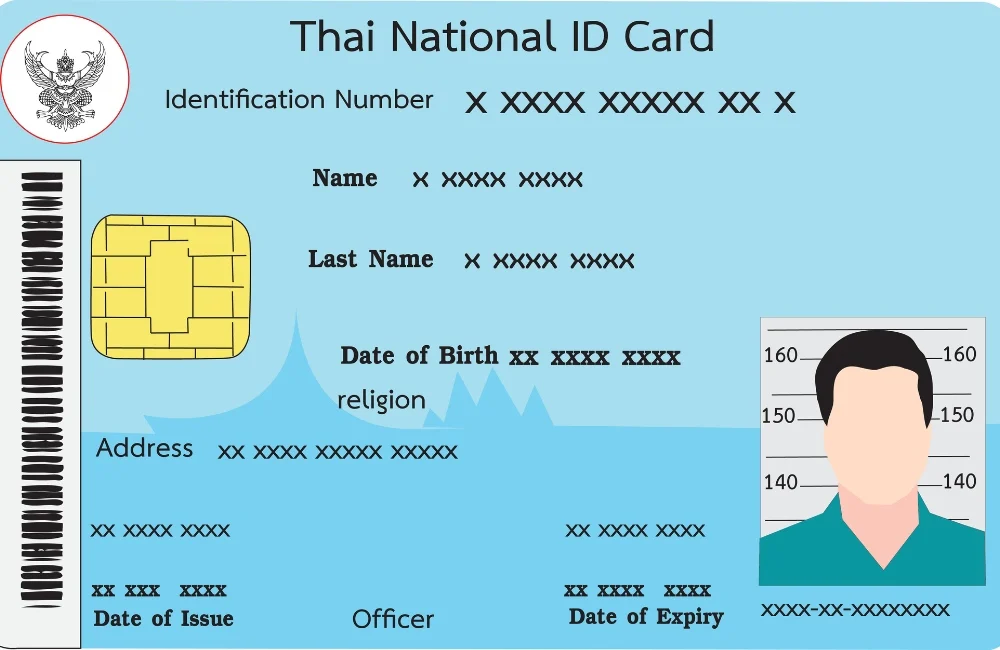 Thai National ID Card
Identification Number X XXXX XXXXX XX X
Name X XXXX XXXX
Last Name X XXXX XXXX
Date of Birth XX XXXX XXXX
religion
Address XX XXXX XXXXX XXXXX
160 160
150 150
140 140
XX XXXX XXXX XX XXXX XXXX
XX XXX XXXX XX XXXX XXXX
Date of Issue Officer Date of Expiry
XXXX-XX-XXXXXXXX